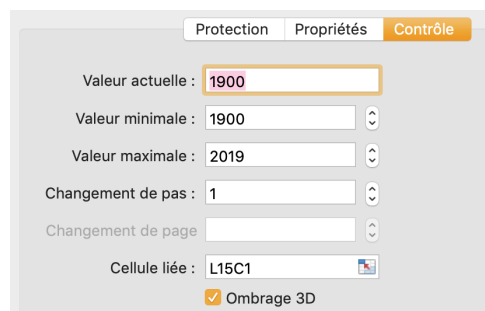 Protection Propriétés Contrôle
Valeur actuelle : 1900
Valeur minimale : 1900
Valeur maximale : 2019
Changement de pas : 1
Changement de page
Cellule liée : L15C1
Ombrage 3D